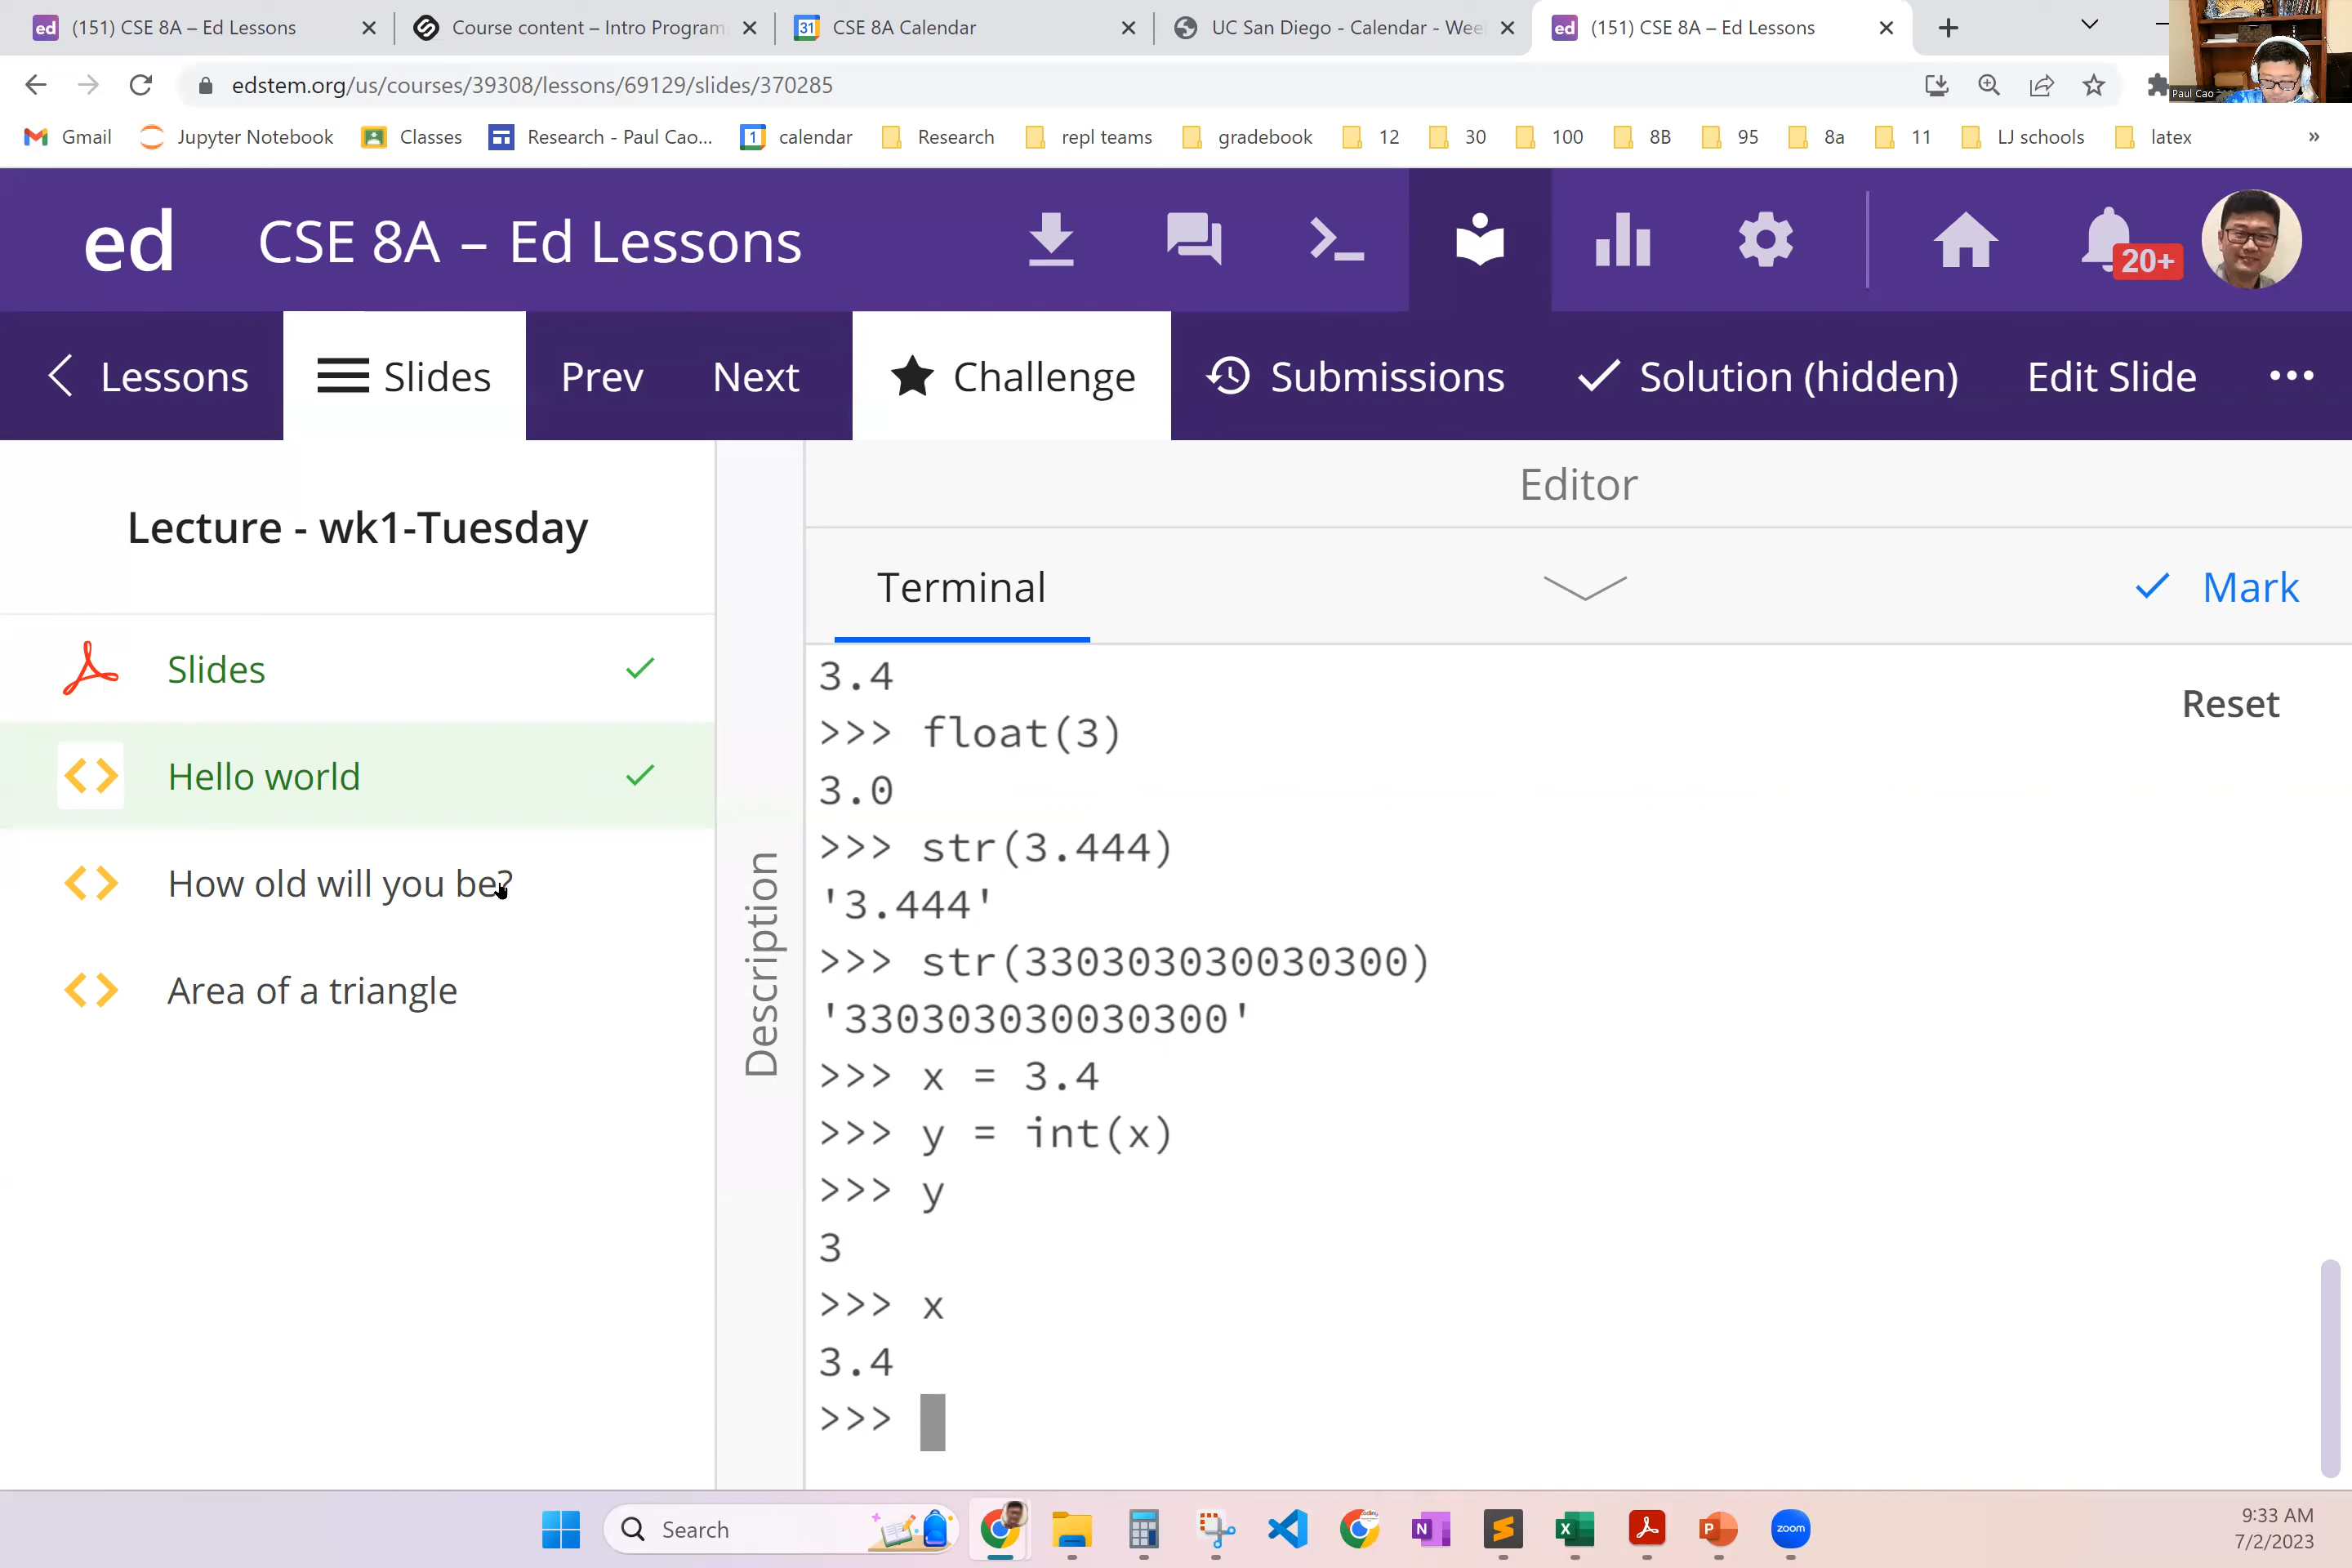 (151) CSE 8A – Ed Lessons
Course content – Intro Program
CSE 8A Calendar
UC San Diego - Calendar - Wee
(151) CSE 8A – Ed Lessons
edstem.org/us/courses/39308/lessons/69129/slides/370285
Paul Cao
Gmail
Jupyter Notebook
Classes
Research - Paul Cao...
calendar
Research
repl teams
gradebook
12
30
100
8B
95
8a
11
LJ schools
latex
»
ed
CSE 8A – Ed Lessons
20+
Lessons
Slides
Prev
Next
Challenge
Submissions
Solution (hidden)
Edit Slide
Lecture - wk1-Tuesday
Slides
Hello world
How old will you be?
Area of a triangle
Description
Editor
Terminal
Mark
Reset
3.4
>>> float(3)
3.0
>>> str(3.444)
'3.444'
>>> str(330303030030300)
'330303030030300'
>>> x = 3.4
>>> y = int(x)
>>> y
3
>>> x
3.4
>>>
Search
zoom
9:33 AM
7/2/2023